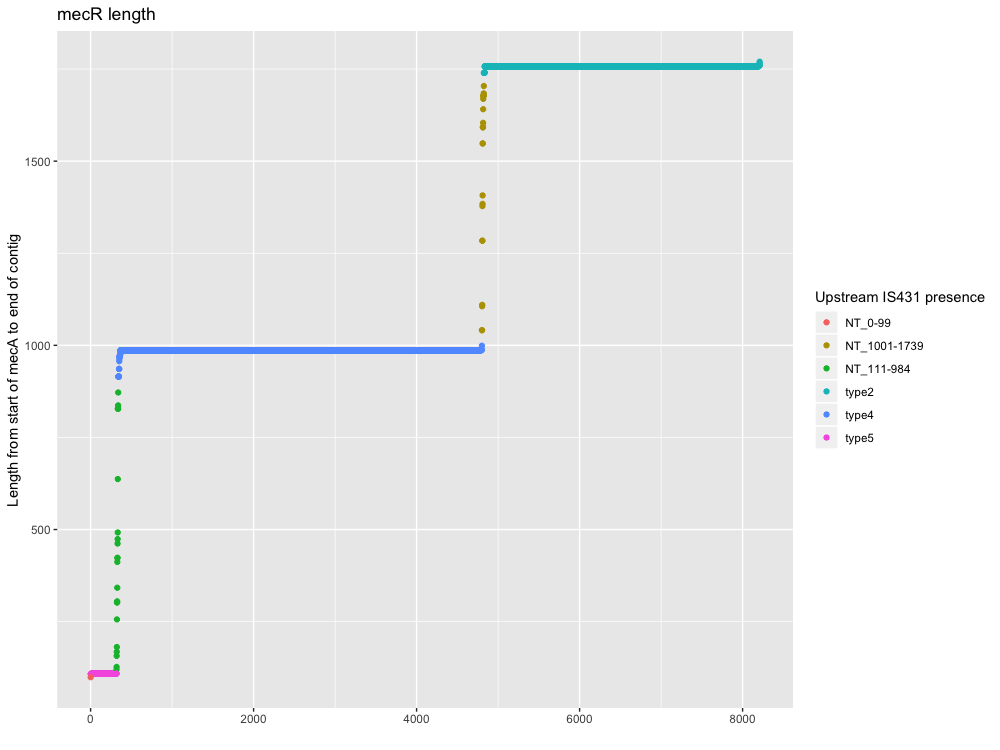 mecR length
Length from start of mecA to end of contig
1500
1000
500
0
2000
4000
6000
8000
Upstream IS431 presence
NT_0-99
NT_1001-1739
NT_111-984
type2
type4
type5